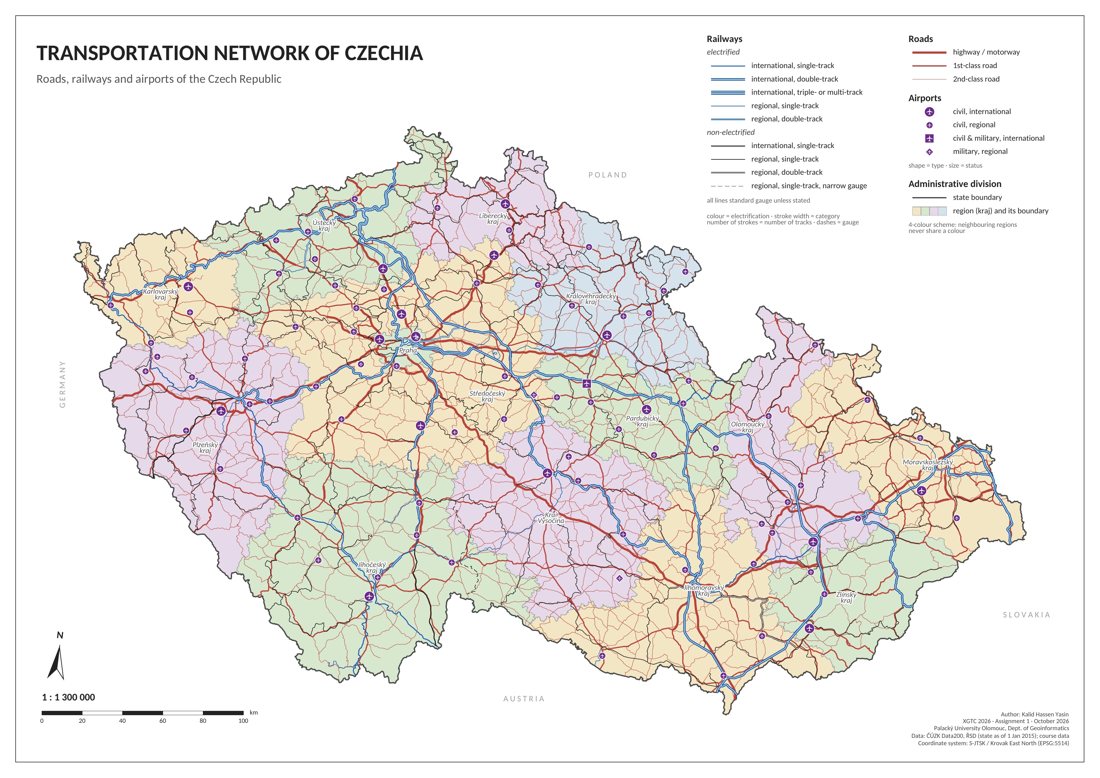 TRANSPORTATION NETWORK OF CZECHIA
Roads, railways and airports of the Czech Republic
Railways
electrified
international, single-track
international, double-track
international, triple- or multi-track
regional, single-track
regional, double-track
non-electrified
international, single-track
regional, single-track
regional, double-track
regional, single-track, narrow gauge
all lines standard gauge unless stated
colour = electrification · stroke width = category
number of strokes = number of tracks · dashes = gauge
Roads
highway / motorway
1st-class road
2nd-class road
Airports
civil, international
civil, regional
civil & military, international
military, regional
shape = type · size = status
Administrative division
state boundary
region (kraj) and its boundary
4-colour scheme: neighbouring regions
never share a colour
POLAND
GERMANY
AUSTRIA
SLOVAKIA
Liberecký
kraj
Ústecký
kraj
Karlovarský
kraj
Královéhradecký
kraj
Praha
Středočeský
kraj
Pardubický
kraj
Olomoucký
kraj
Plzeňský
kraj
Moravskoslezský
kraj
Kraj
Vysočina
Jihočeský
kraj
Jihomoravský
kraj
Zlínský
kraj
N
1 : 1 300 000
km
0 20 40 60 80 100
Author: Kalid Hassen Yasin
XGTC 2026 · Assignment 1 · October 2026
Palacký University Olomouc, Dept. of Geoinformatics
Data: ČÚZK Data200, ŘSD (state as of 1 Jan 2015); course data
Coordinate system: S-JTSK / Krovak East North (EPSG:5514)